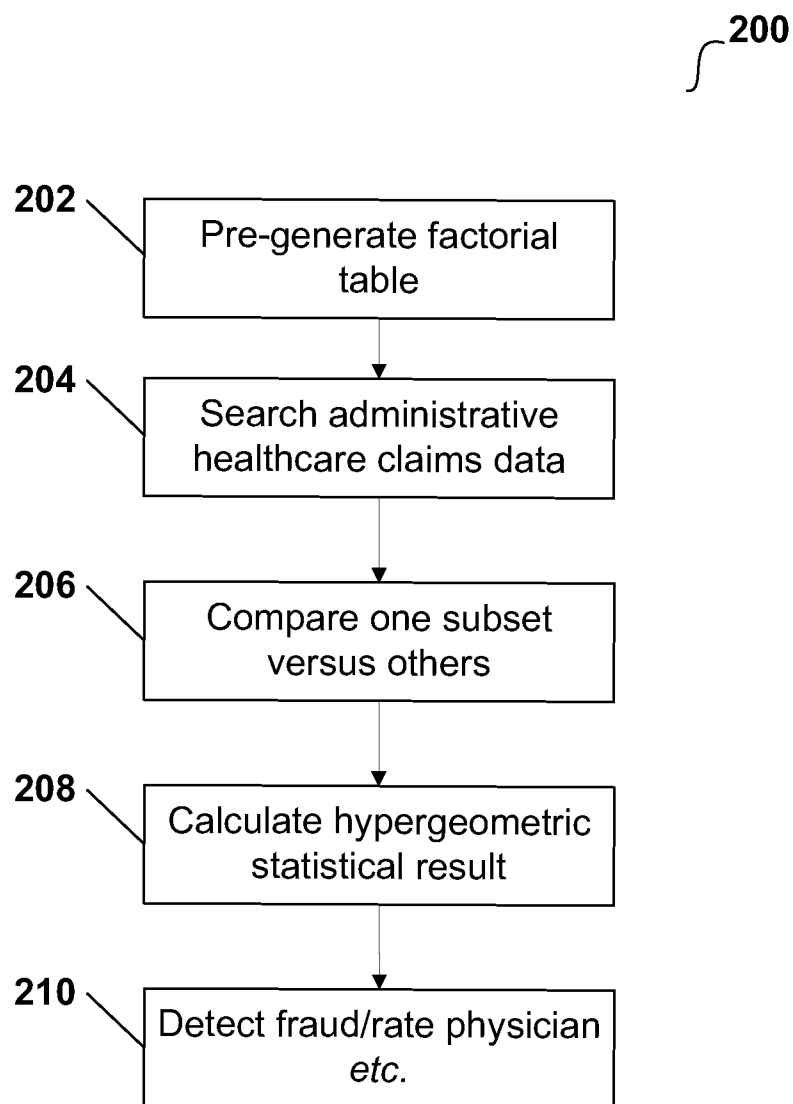 200
202
Pre-generate factorial
table
204
Search administrative
healthcare claims data
206
Compare one subset
versus others
208
Calculate hypergeometric
statistical result
210
Detect fraud/rate physician
etc.